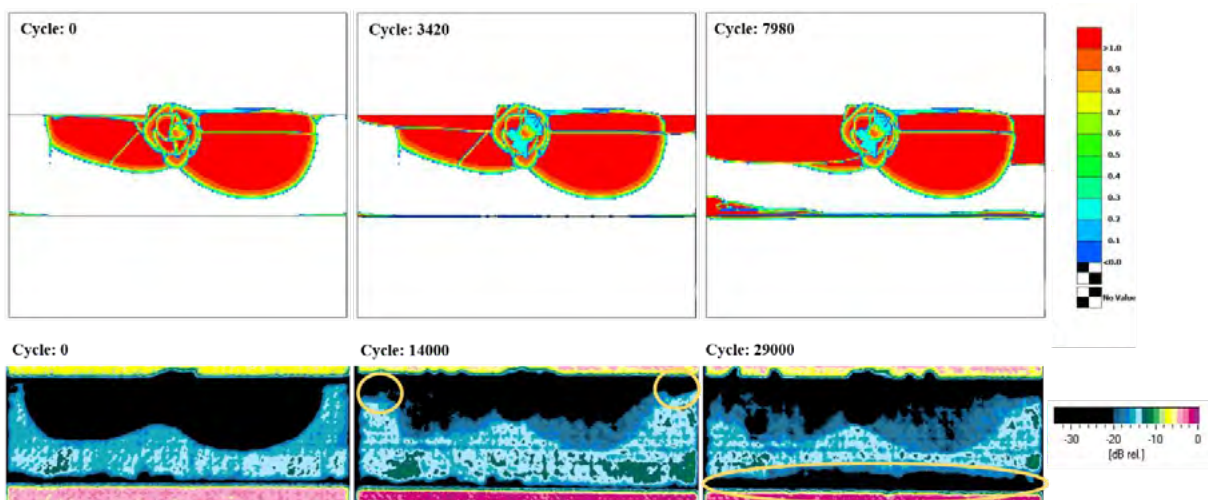 Cycle: 0
Cycle: 3420
Cycle: 7980
>1.0
0.9
0.8
0.7
0.6
0.5
0.4
0.3
0.2
0.1
<0.0
No Value
Cycle: 0
Cycle: 14000
Cycle: 29000
-30 -20 -10 0
[dB rel.]